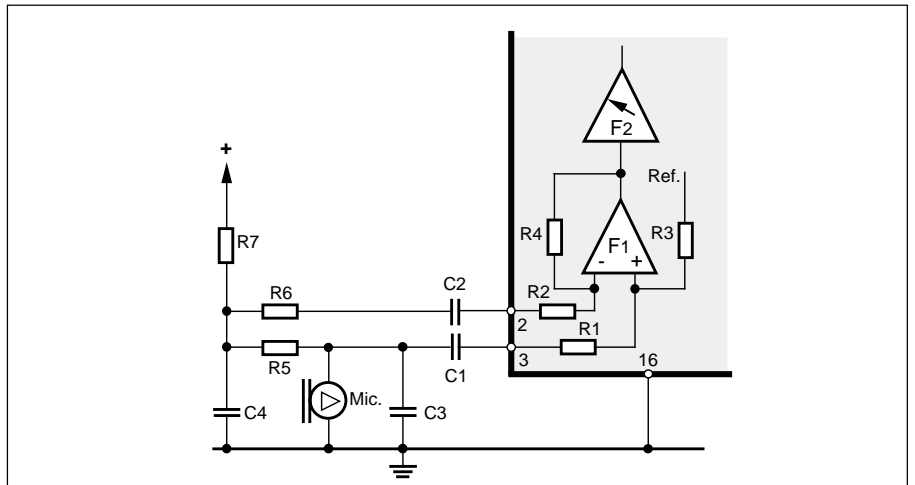 F2
+
Ref.
R7
R4
F1
R3
- +
C2
R2
R6
2
R1
R5
C1
3
16
C4
Mic.
C3